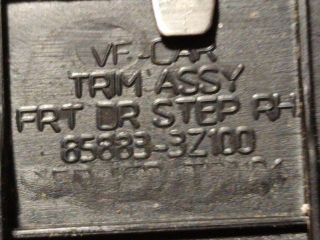 VF-CAR
TRIM ASSY
FRT DR STEP RH
85883-3Z100